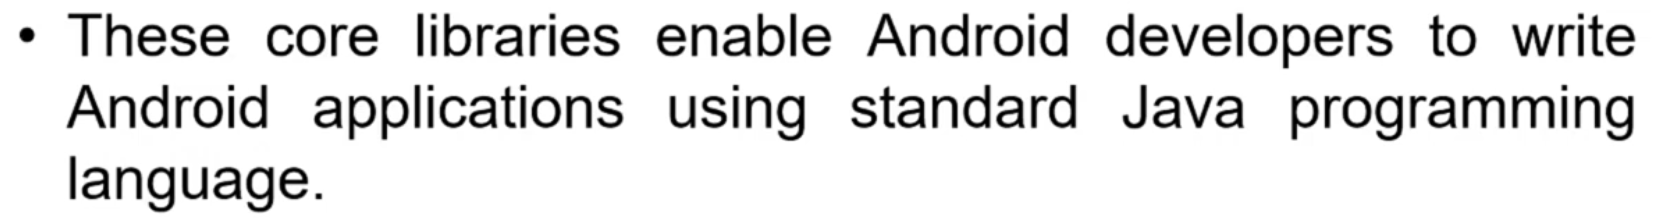 • These core libraries enable Android developers to write
Android applications using standard Java programming
language.